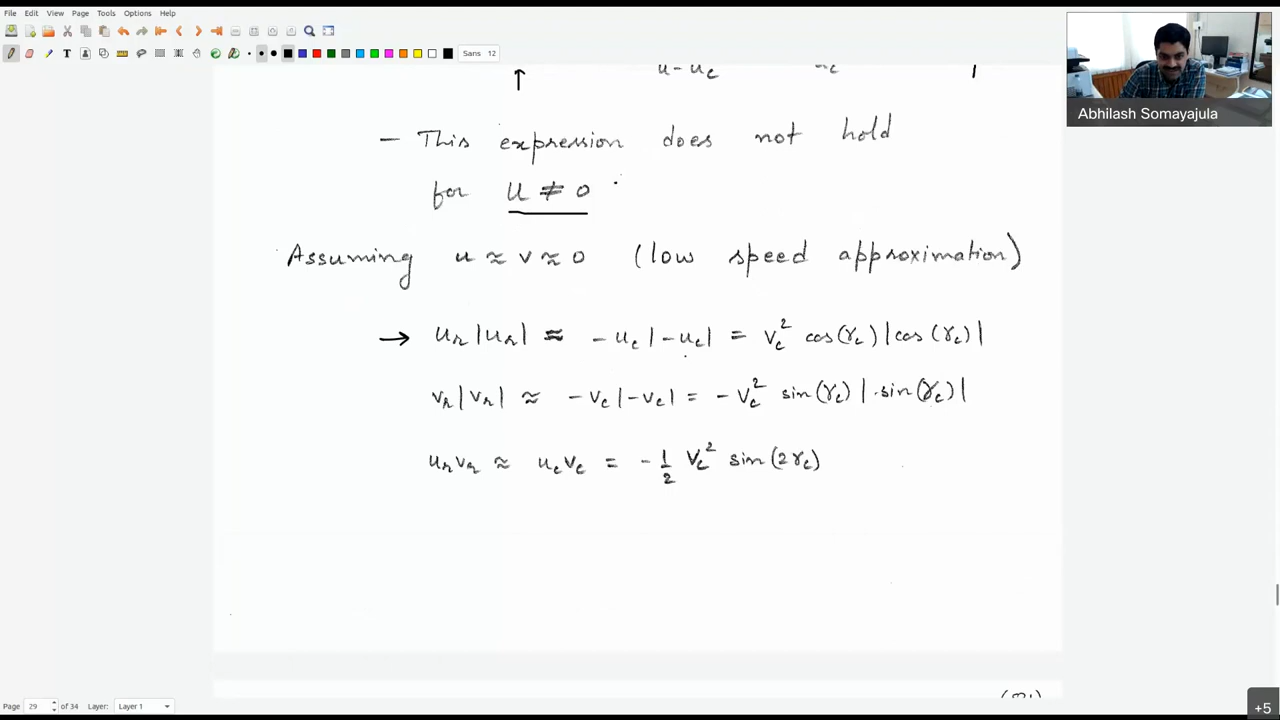 File Edit View Page Tools Options Help
Sans 12
Abhilash Somayajula
u - u_c
- This expression does not hold
for U ≠ 0
Assuming u ≈ v ≈ 0 (low speed approximation)
→ u_r |u_r| ≈ - u_c |- u_c| = V_c^2 cos(γ_c) |cos(γ_c)|
v_r |v_r| ≈ - v_c |- v_c| = - V_c^2 sin(γ_c) | sin(γ_c)|
u_r v_r ≈ u_c v_c = - 1/2 V_c^2 sin(2γ_c)
Page 29 of 34 Layer: Layer 1
+5